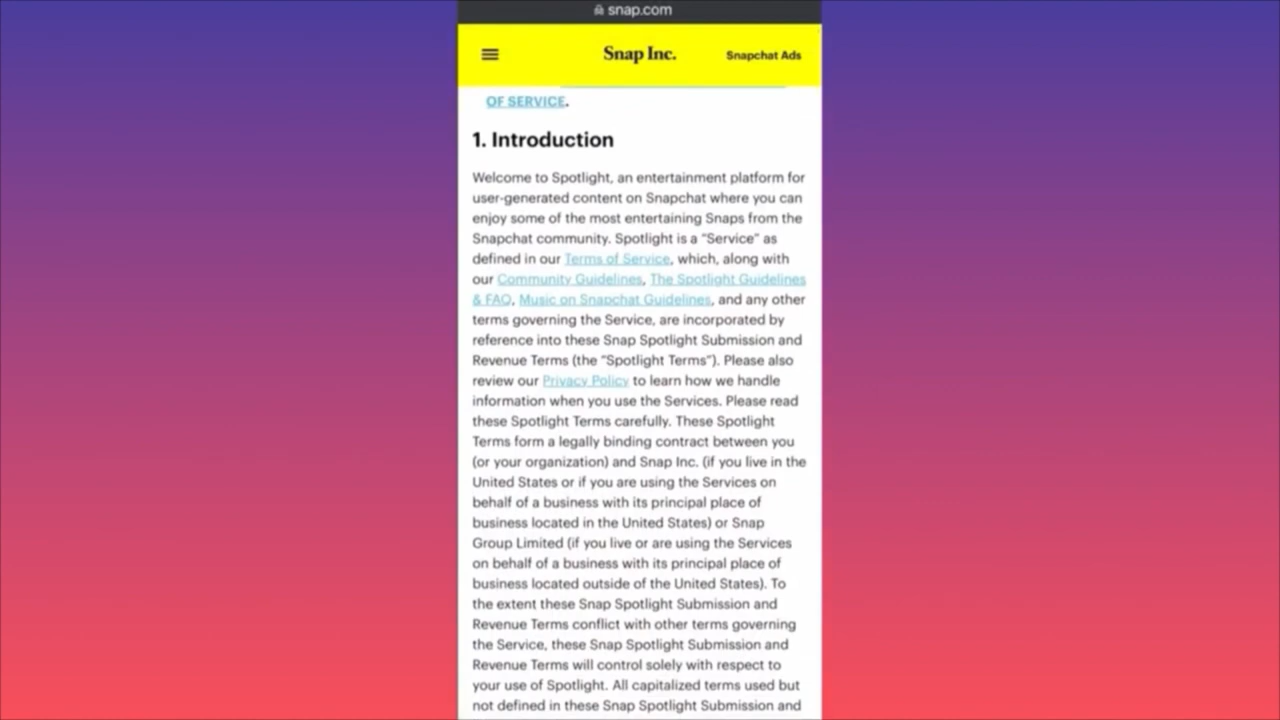 snap.com
Snap Inc.
Snapchat Ads
OF SERVICE.
1. Introduction
Welcome to Spotlight, an entertainment platform for
user-generated content on Snapchat where you can
enjoy some of the most entertaining Snaps from the
Snapchat community. Spotlight is a “Service” as
defined in our Terms of Service, which, along with
our Community Guidelines, The Spotlight Guidelines
& FAQ, Music on Snapchat Guidelines, and any other
terms governing the Service, are incorporated by
reference into these Snap Spotlight Submission and
Revenue Terms (the “Spotlight Terms”). Please also
review our Privacy Policy to learn how we handle
information when you use the Services. Please read
these Spotlight Terms carefully. These Spotlight
Terms form a legally binding contract between you
(or your organization) and Snap Inc. (if you live in the
United States or if you are using the Services on
behalf of a business with its principal place of
business located in the United States) or Snap
Group Limited (if you live or are using the Services
on behalf of a business with its principal place of
business located outside of the United States). To
the extent these Snap Spotlight Submission and
Revenue Terms conflict with other terms governing
the Service, these Snap Spotlight Submission and
Revenue Terms will control solely with respect to
your use of Spotlight. All capitalized terms used but
not defined in these Snap Spotlight Submission and